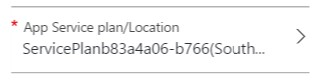 * App Service plan/Location
ServicePlanb83a4a06-b766(South...